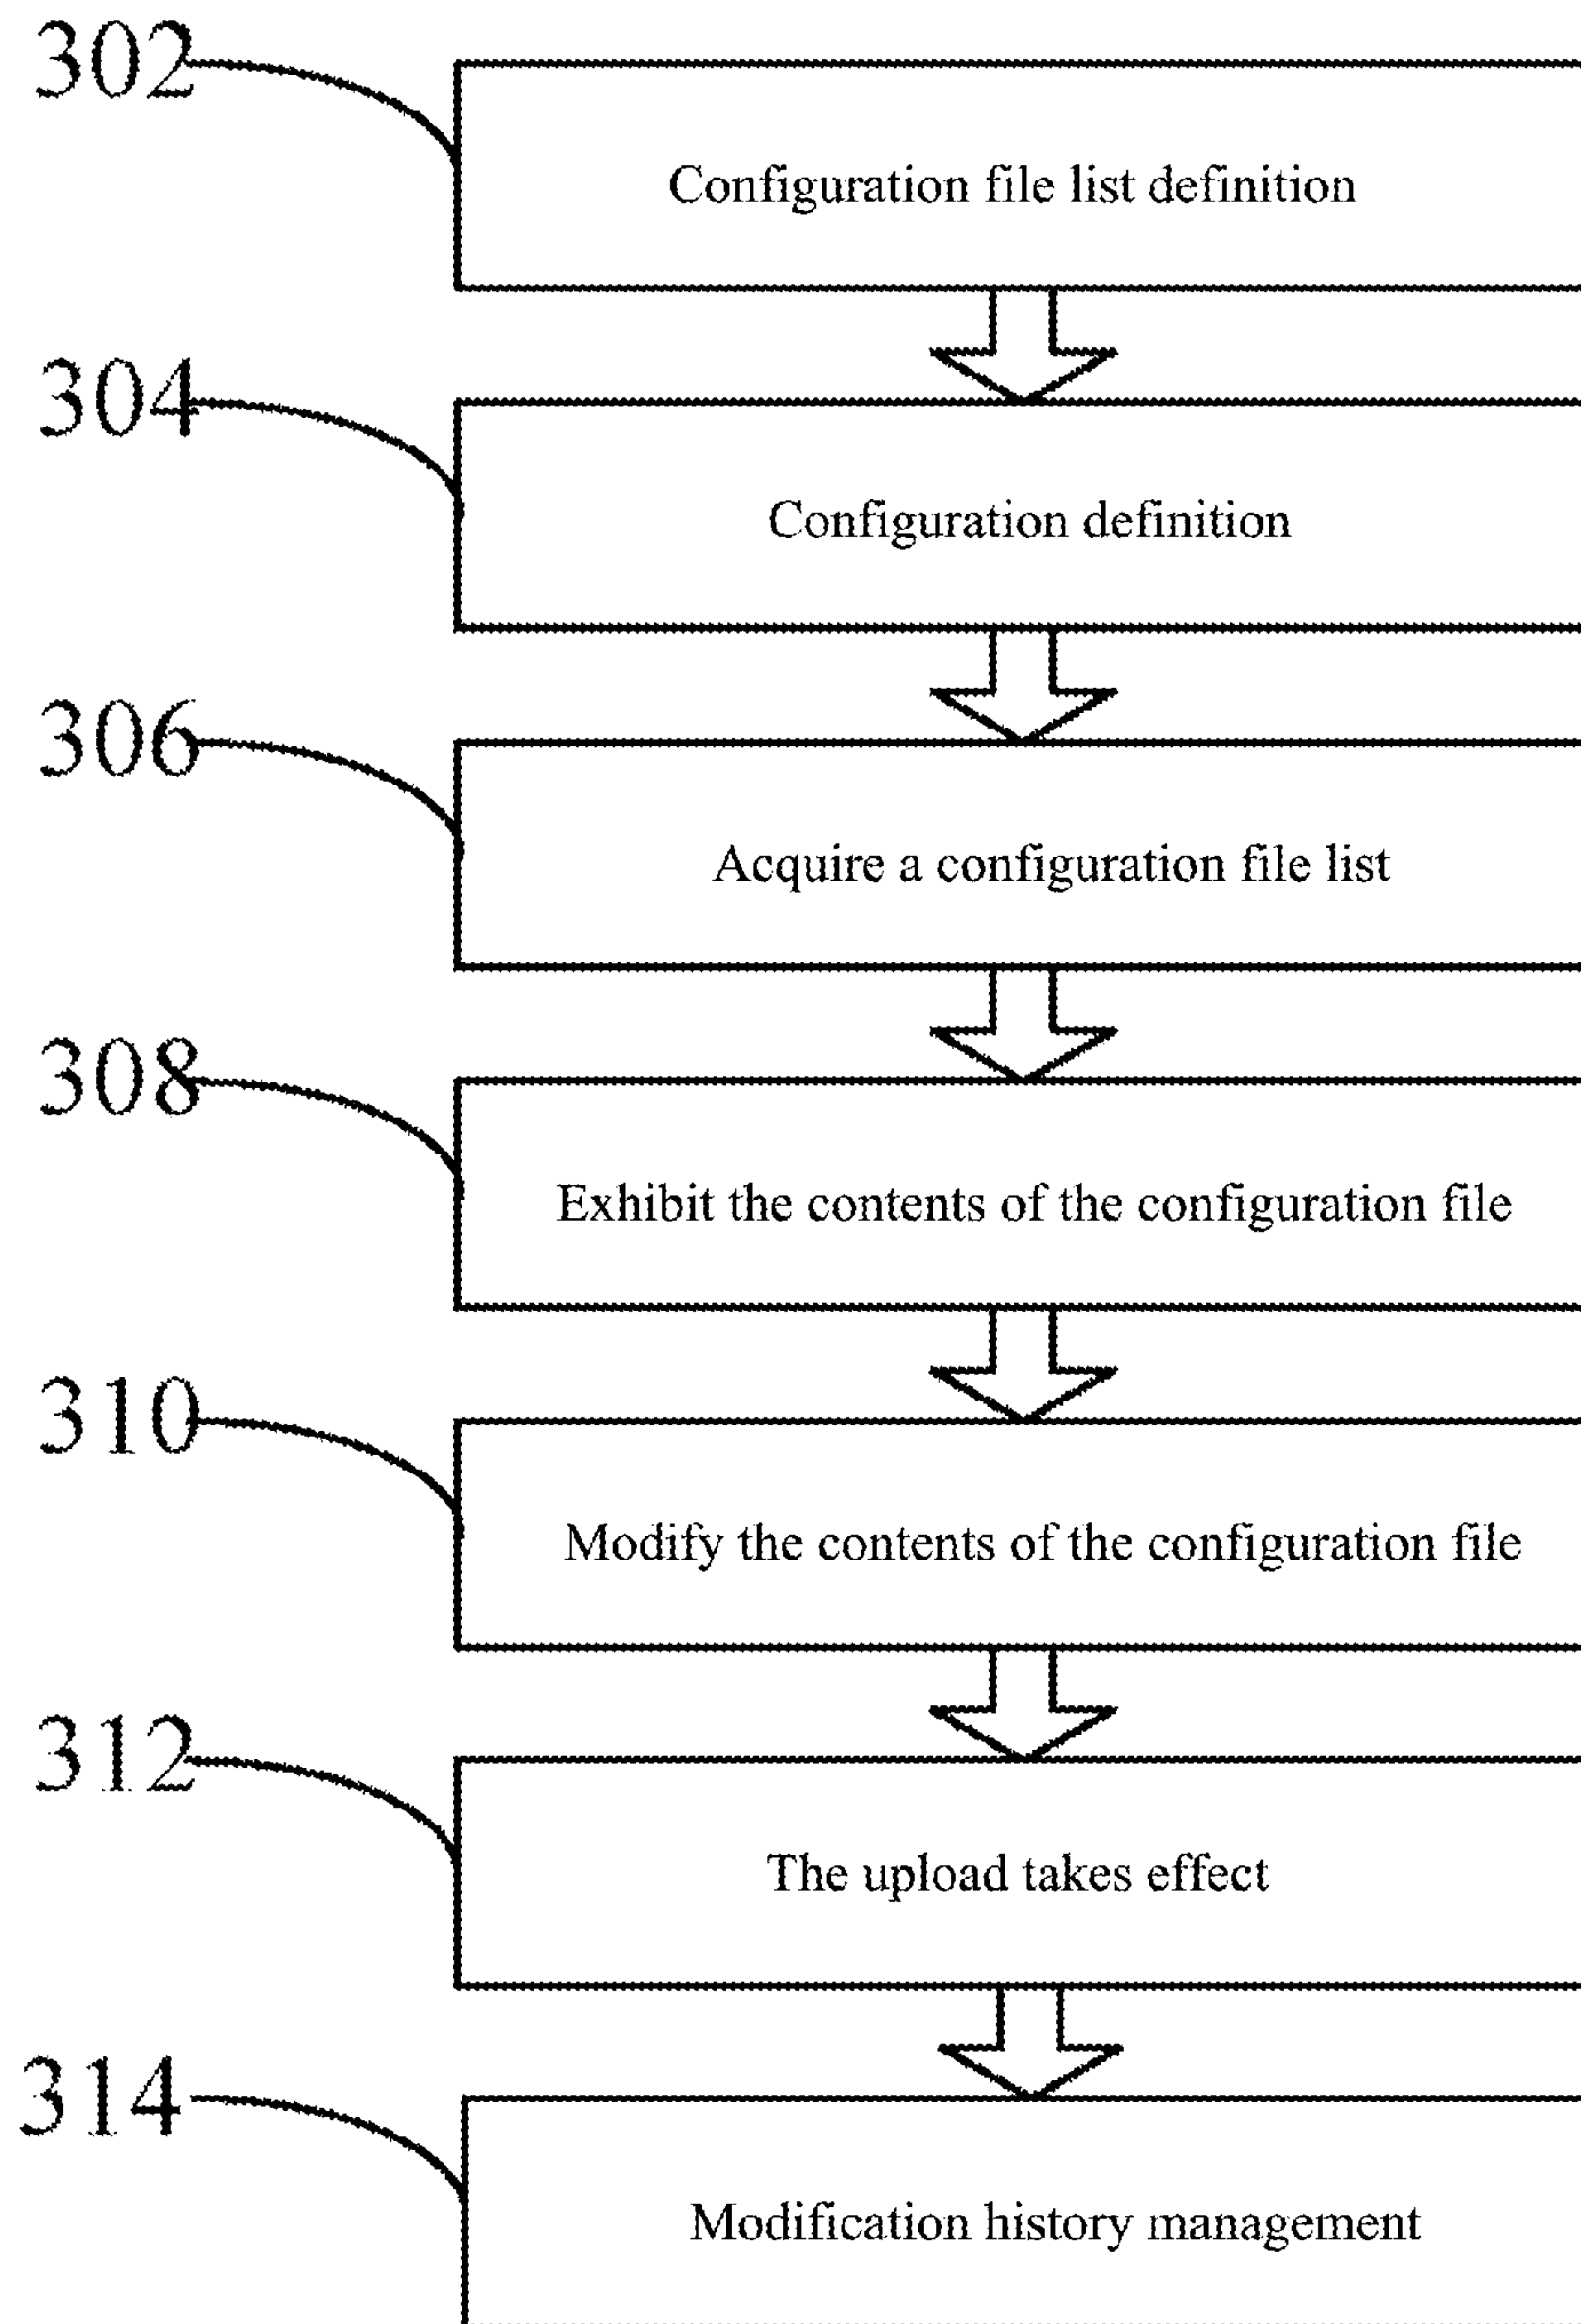 302
Configuration file list definition
304
Configuration definition
306
Acquire a configuration file list
308
Exhibit the contents of the configuration file
310
Modify the contents of the configuration file
312
The upload takes effect
314
Modification history management